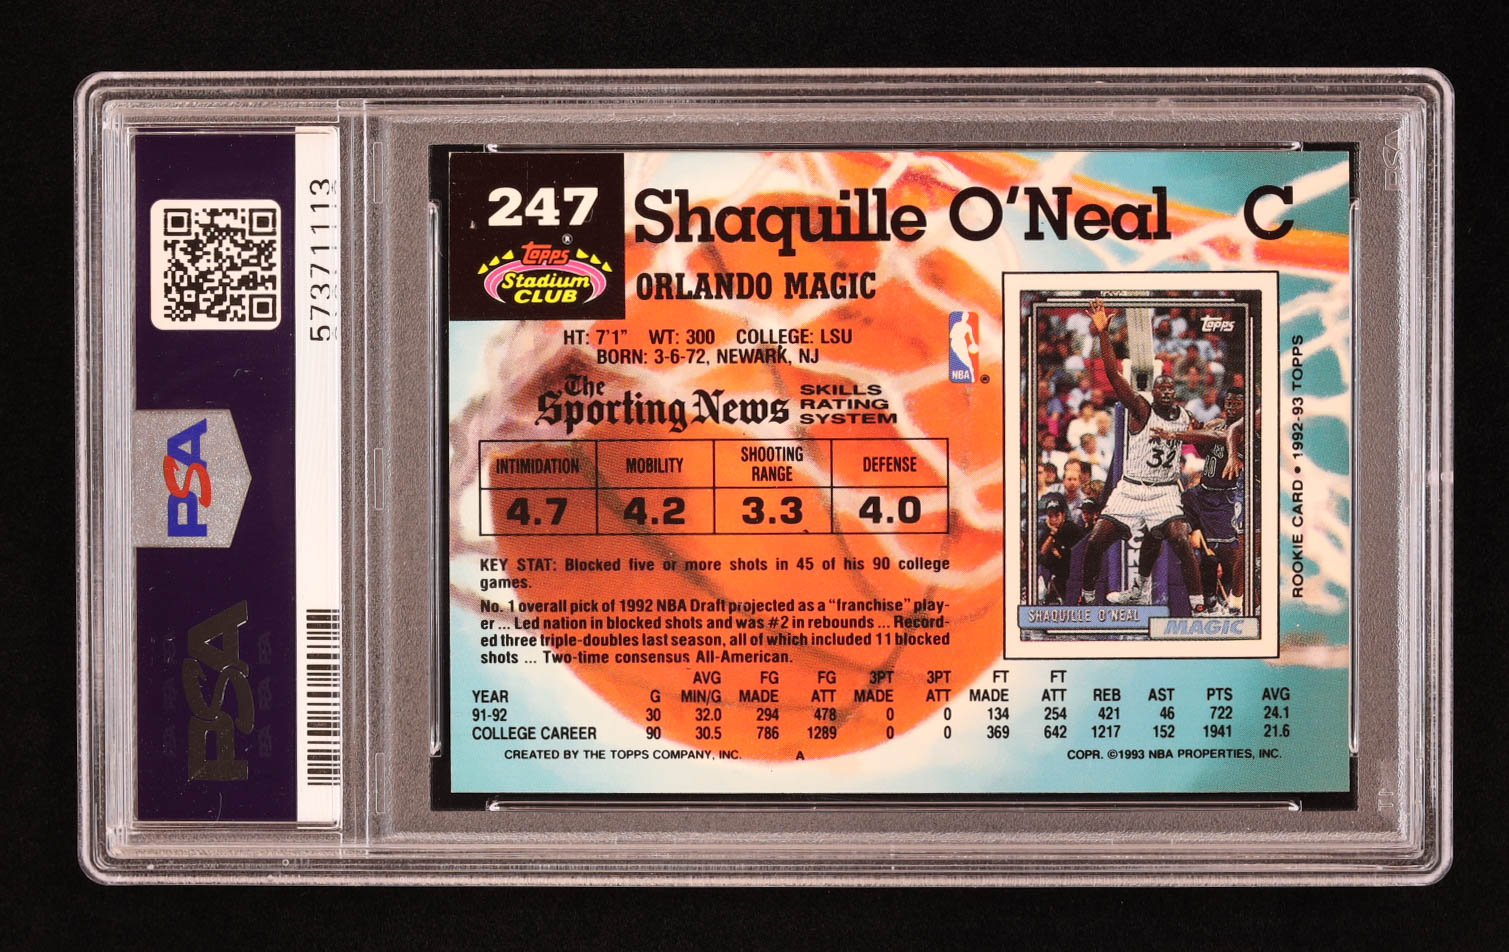 57371113
PSA
PSA
247
Topps®
Stadium
CLUB
Shaquille O'Neal C
ORLANDO MAGIC
HT: 7'1" WT: 300 COLLEGE: LSU
BORN: 3-6-72, NEWARK, NJ
NBA ®
The
Sporting News
SKILLS
RATING
SYSTEM
INTIMIDATION MOBILITY SHOOTING RANGE DEFENSE
4.7 4.2 3.3 4.0
KEY STAT: Blocked five or more shots in 45 of his 90 college
games.
No. 1 overall pick of 1992 NBA Draft projected as a "franchise" play-
er ... Led nation in blocked shots and was #2 in rebounds ... Record-
ed three triple-doubles last season, all of which included 11 blocked
shots ... Two-time consensus All-American.
AVG FG FG 3PT 3PT FT FT
YEAR G MIN/G MADE ATT MADE ATT MADE ATT REB AST PTS AVG
91-92 30 32.0 294 478 0 0 134 254 421 46 722 24.1
COLLEGE CAREER 90 30.5 786 1289 0 0 369 642 1217 152 1941 21.6
CREATED BY THE TOPPS COMPANY, INC. A COPR. ©1993 NBA PROPERTIES, INC.
Topps
32
SHAQUILLE O'NEAL
MAGIC
ROOKIE CARD • 1992-93 TOPPS
PSA